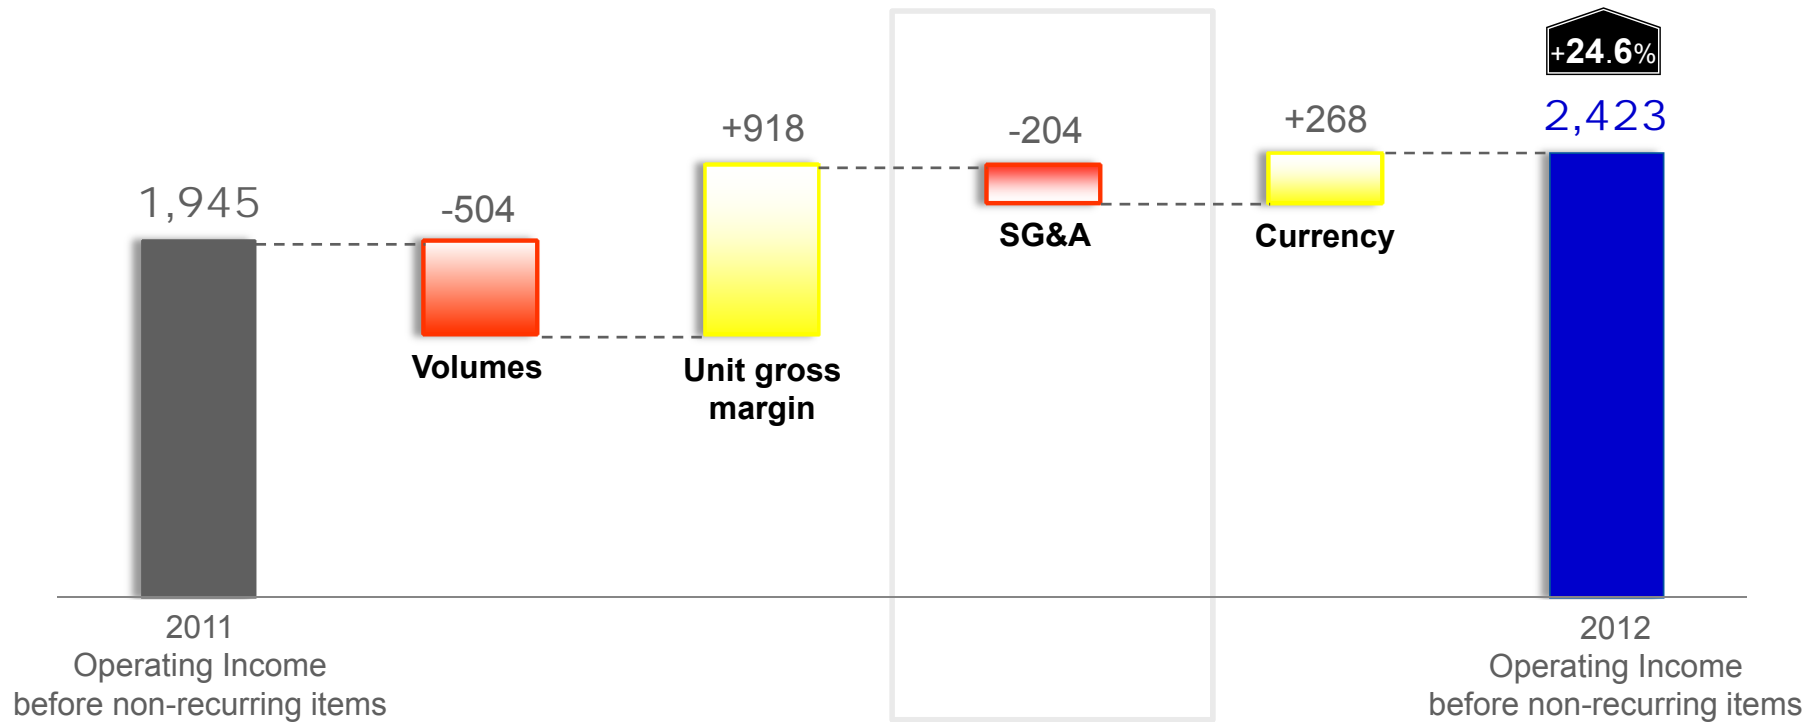 +24.6%
2,423
+918
-204
+268
1,945
-504
SG&A
Currency
Volumes
Unit gross
margin
2011
Operating Income
before non-recurring items
2012
Operating Income
before non-recurring items